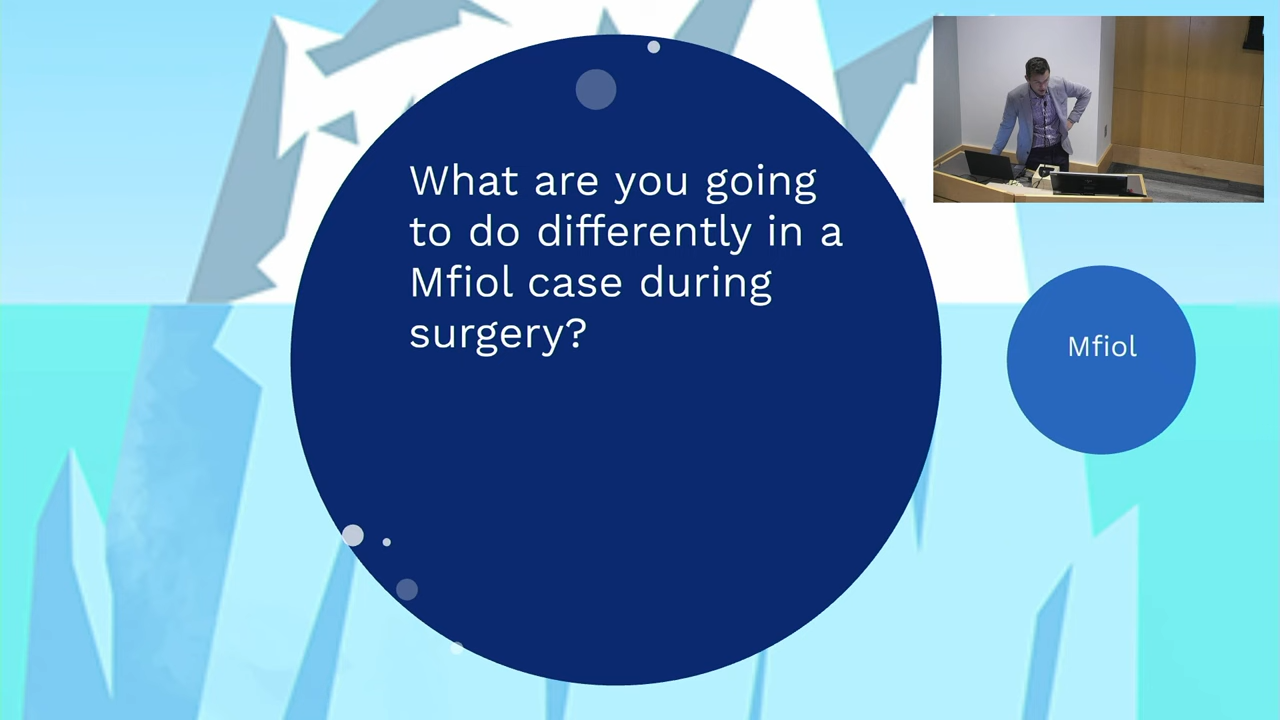 What are you going
to do differently in a
Mfiol case during
surgery?
Mfiol